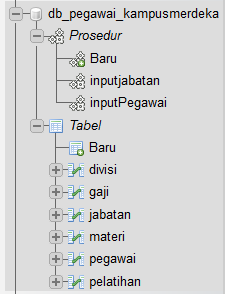 db_pegawai_kampusmerdeka
Prosedur
Baru
inputjabatan
inputPegawai
Tabel
Baru
divisi
gaji
jabatan
materi
pegawai
pelatihan